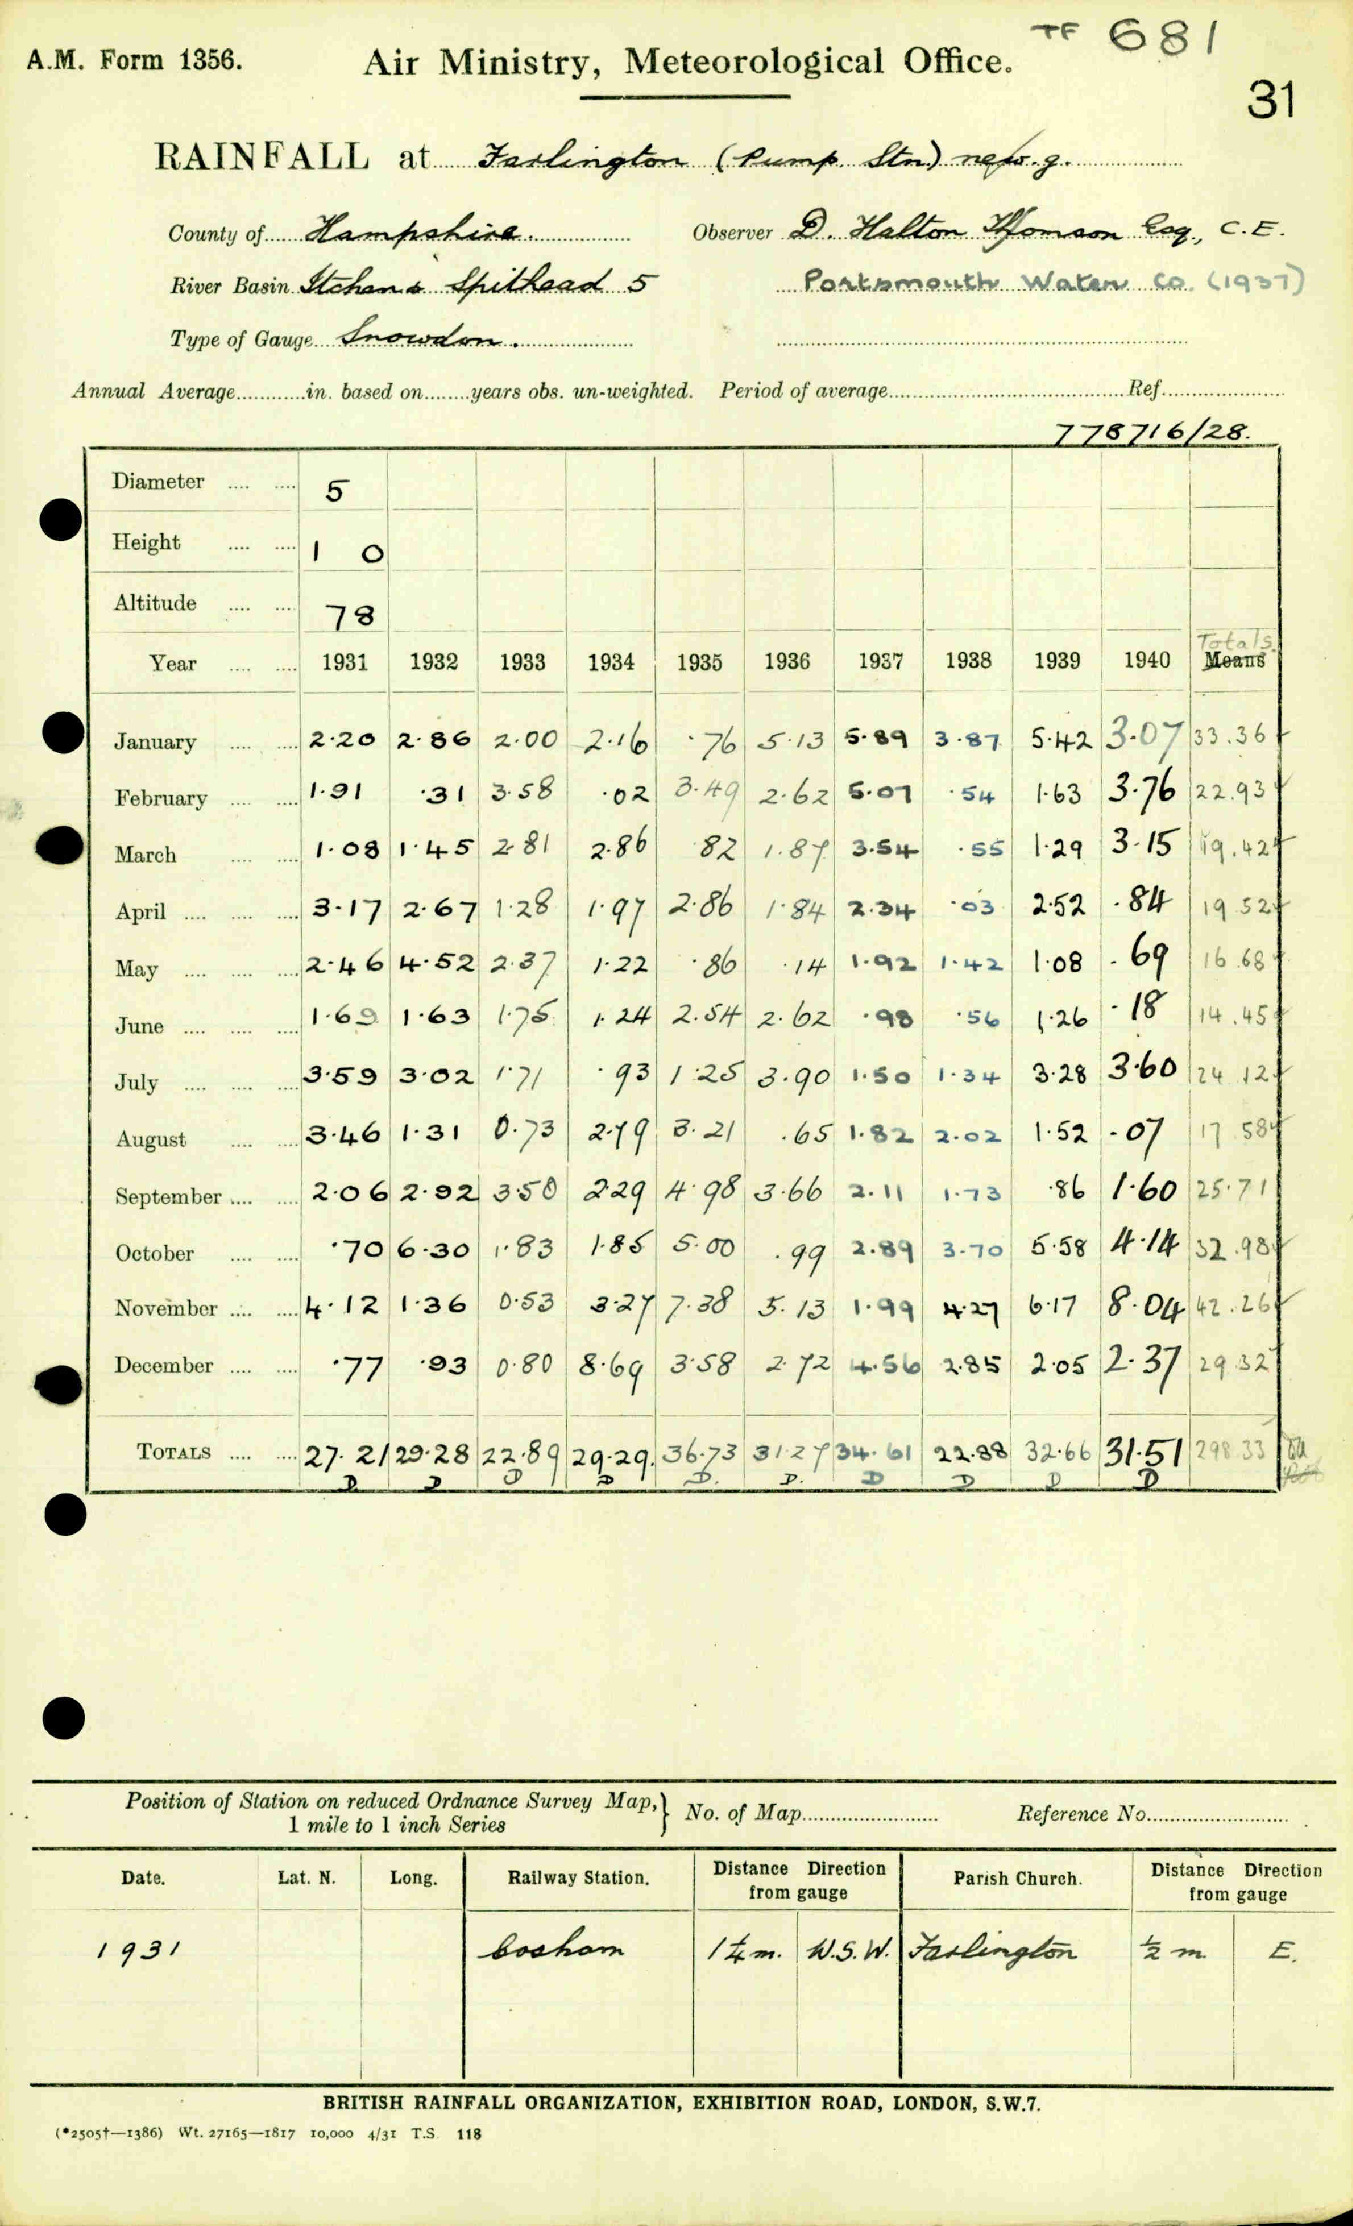 TF 681
A.M. Form 1356. Air Ministry, Meteorological Office.
31
RAINFALL at Farlington (Pump. Stn.) new g.
County of Hampshire. Observer D. Halton Thomson Esq., C.E.
River Basin Itchen & Spithead 5 Portsmouth Water Co. (1937)
Type of Gauge Snowdon.
Annual Average in. based on years obs. un-weighted. Period of average Ref.
778716/28.
Diameter 5
Height 1 0
Altitude 78
Totals
Year 1931 1932 1933 1934 1935 1936 1937 1938 1939 1940 Means
January 2.20 2.86 2.00 2.16 .76 5.13 5.89 3.87 5.42 3.07 33.36
February 1.91 .31 3.58 .02 3.49 2.62 5.07 .54 1.63 3.76 22.93
March 1.08 1.45 2.81 2.86 .82 1.87 3.54 .55 1.29 3.15 19.42
April 3.17 2.67 1.28 1.97 2.86 1.84 2.34 .03 2.52 .84 19.52
May 2.46 4.52 2.37 1.22 .86 .14 1.92 1.42 1.08 .69 16.68
June 1.69 1.63 1.75 1.24 2.54 2.62 .98 .56 1.26 .18 14.45
July 3.59 3.02 1.71 .93 1.25 3.90 1.50 1.34 3.28 3.60 24.12
August 3.46 1.31 0.73 2.79 3.21 .65 1.82 2.02 1.52 .07 17.58
September 2.06 2.92 3.50 2.29 4.98 3.66 2.11 1.73 .86 1.60 25.71
October .70 6.30 1.83 1.85 5.00 .99 2.89 3.70 5.58 4.14 32.98
November 4.12 1.36 0.53 3.27 7.38 5.13 1.99 4.27 6.17 8.04 42.26
December .77 .93 0.80 8.69 3.58 2.72 4.56 2.85 2.05 2.37 29.32
TOTALS 27.21 29.28 22.89 29.29. 36.73 31.27 34.61 22.88 32.66 31.51 298.33
D D D D D. D. D D D D
Position of Station on reduced Ordnance Survey Map, No. of Map Reference No.
1 mile to 1 inch Series
Date. Lat. N. Long. Railway Station. Distance Direction from gauge Parish Church. Distance Direction from gauge
1931 Cosham 1¼ m. W.S.W. Farlington ½ m. E.
BRITISH RAINFALL ORGANIZATION, EXHIBITION ROAD, LONDON, S.W.7.
(*2505†—1386) Wt. 27165—1817 10,000 4/31 T.S. 118